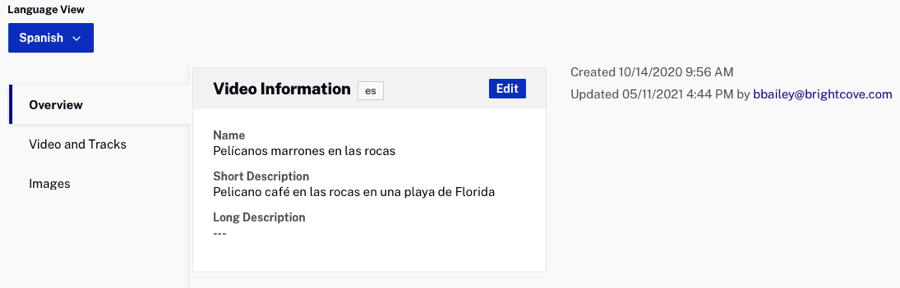 Language View
Spanish
Overview
Video and Tracks
Images
Video Information es Edit
Name
Pelícanos marrones en las rocas
Short Description
Pelicano café en las rocas en una playa de Florida
Long Description
---
Created 10/14/2020 9:56 AM
Updated 05/11/2021 4:44 PM by bbailey@brightcove.com